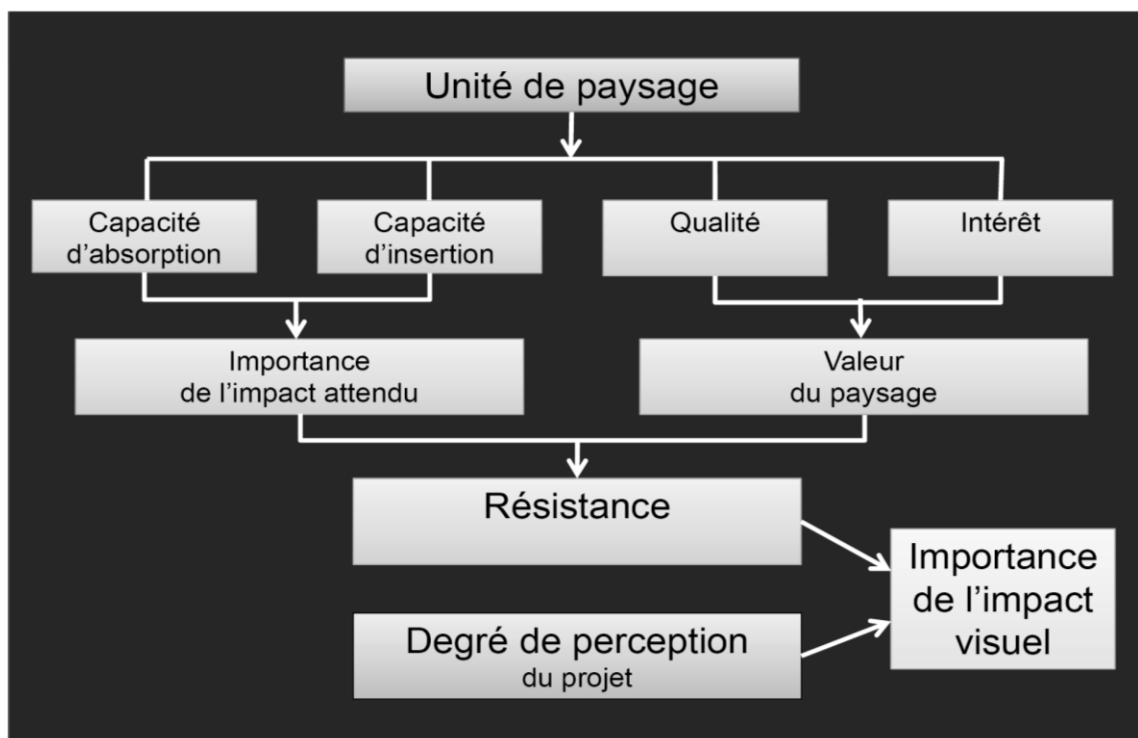 Unité de paysage
Capacité
d’absorption
Capacité
d’insertion
Qualité
Intérêt
Importance
de l’impact attendu
Valeur
du paysage
Résistance
Importance
de l’impact
visuel
Degré de perception
du projet